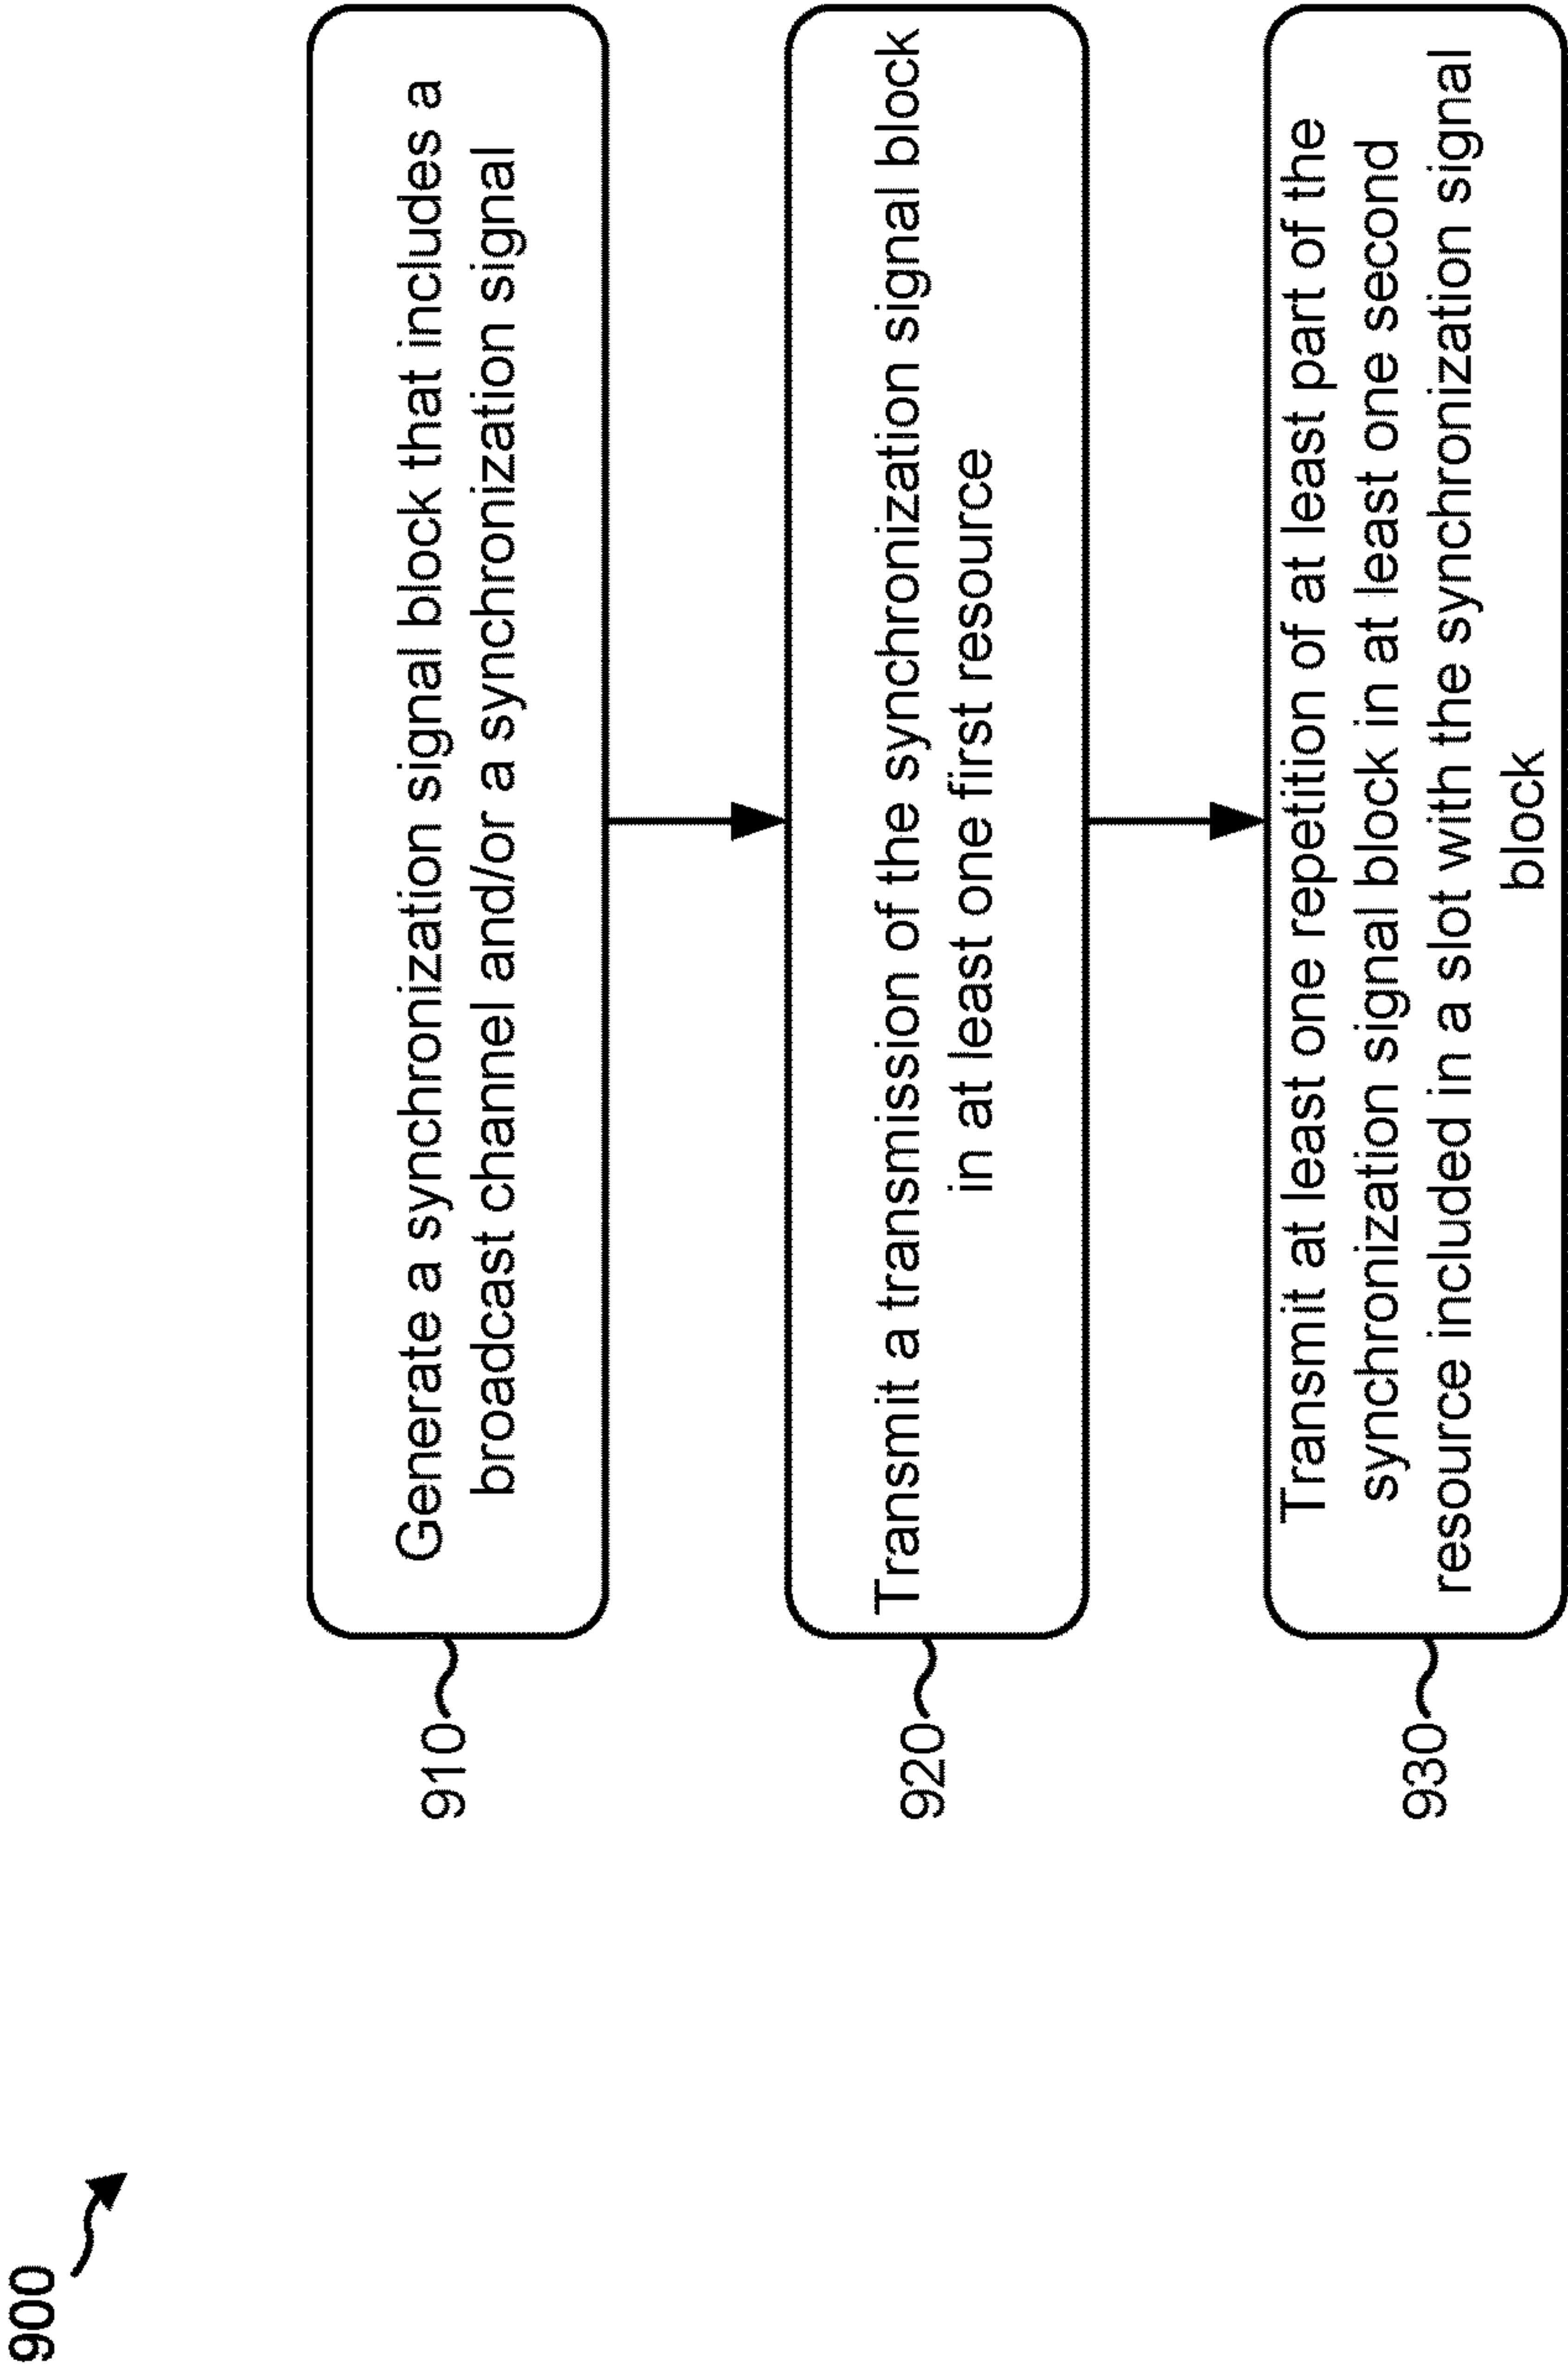 900
910
Generate a synchronization signal block that includes a
broadcast channel and/or a synchronization signal
920
Transmit a transmission of the synchronization signal block
in at least one first resource
930
Transmit at least one repetition of at least part of the
synchronization signal block in at least one second
resource included in a slot with the synchronization signal
block